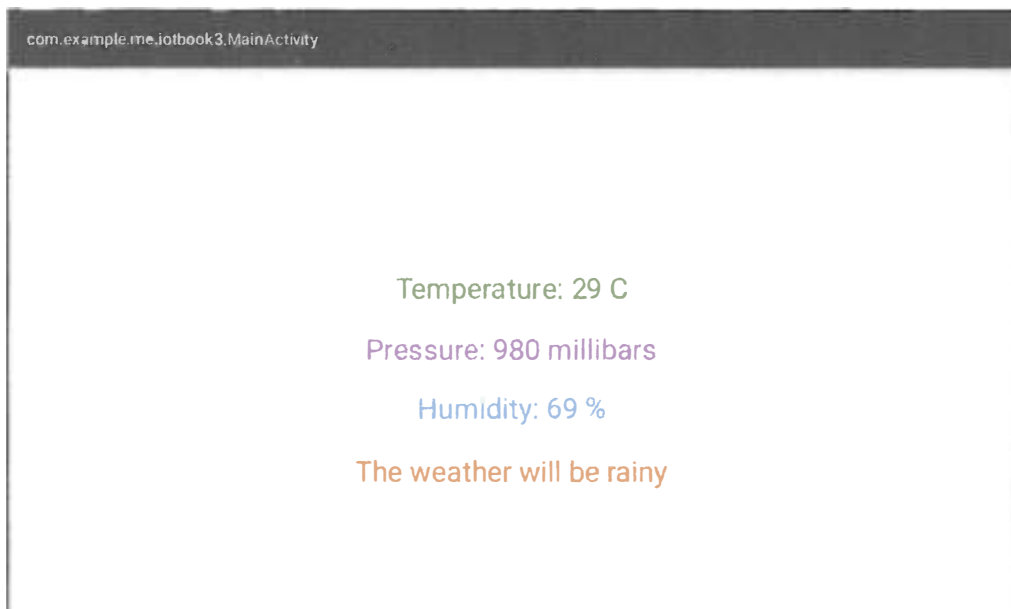 com.example.me.iotbook3.MainActivity
Temperature: 29 C
Pressure: 980 millibars
Humidity: 69 %
The weather will be rainy